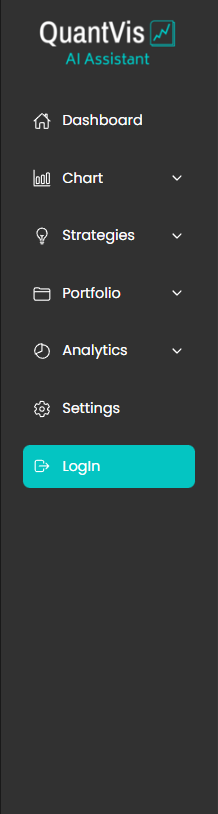 QuantVis
AI Assistant
Dashboard
Chart
Strategies
Portfolio
Analytics
Settings
Login